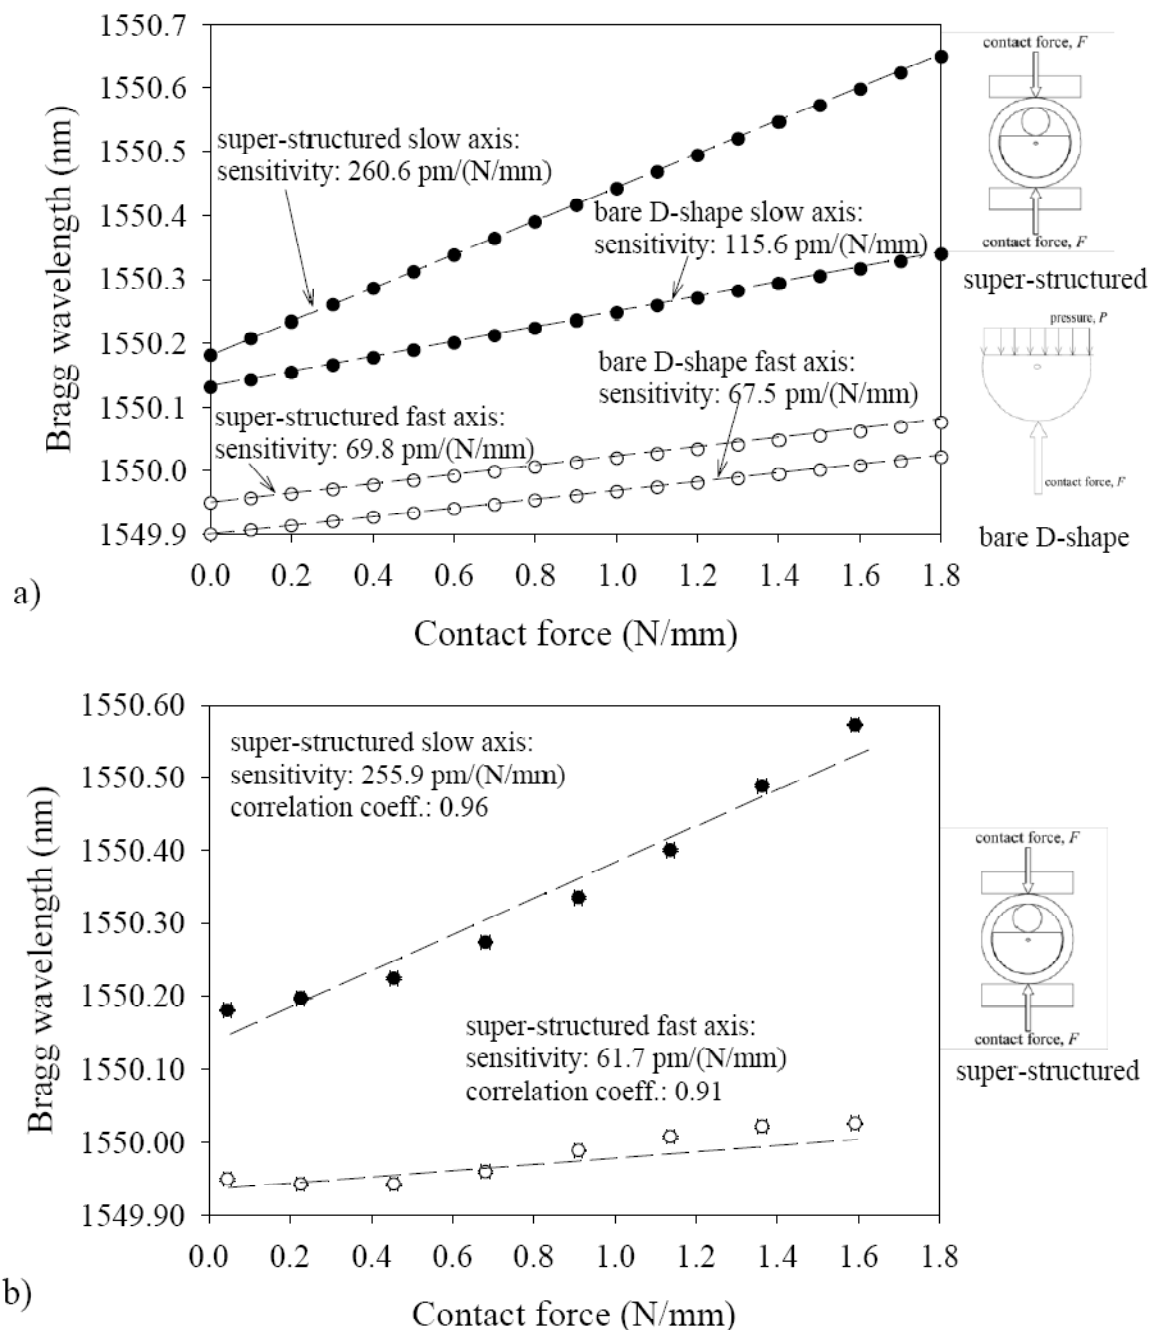 1550.7
1550.6
1550.5
1550.4
1550.3
1550.2
1550.1
1550.0
1549.9
Bragg wavelength (nm)
super-structured slow axis:
sensitivity: 260.6 pm/(N/mm)
bare D-shape slow axis:
sensitivity: 115.6 pm/(N/mm)
bare D-shape fast axis:
sensitivity: 67.5 pm/(N/mm)
super-structured fast axis:
sensitivity: 69.8 pm/(N/mm)
0.0 0.2 0.4 0.6 0.8 1.0 1.2 1.4 1.6 1.8
Contact force (N/mm)
a)
contact force, F
contact force, F
super-structured
pressure, P
contact force, F
bare D-shape
1550.60
1550.50
1550.40
1550.30
1550.20
1550.10
1550.00
1549.90
Bragg wavelength (nm)
super-structured slow axis:
sensitivity: 255.9 pm/(N/mm)
correlation coeff.: 0.96
super-structured fast axis:
sensitivity: 61.7 pm/(N/mm)
correlation coeff.: 0.91
0.0 0.2 0.4 0.6 0.8 1.0 1.2 1.4 1.6 1.8
Contact force (N/mm)
b)
contact force, F
contact force, F
super-structured